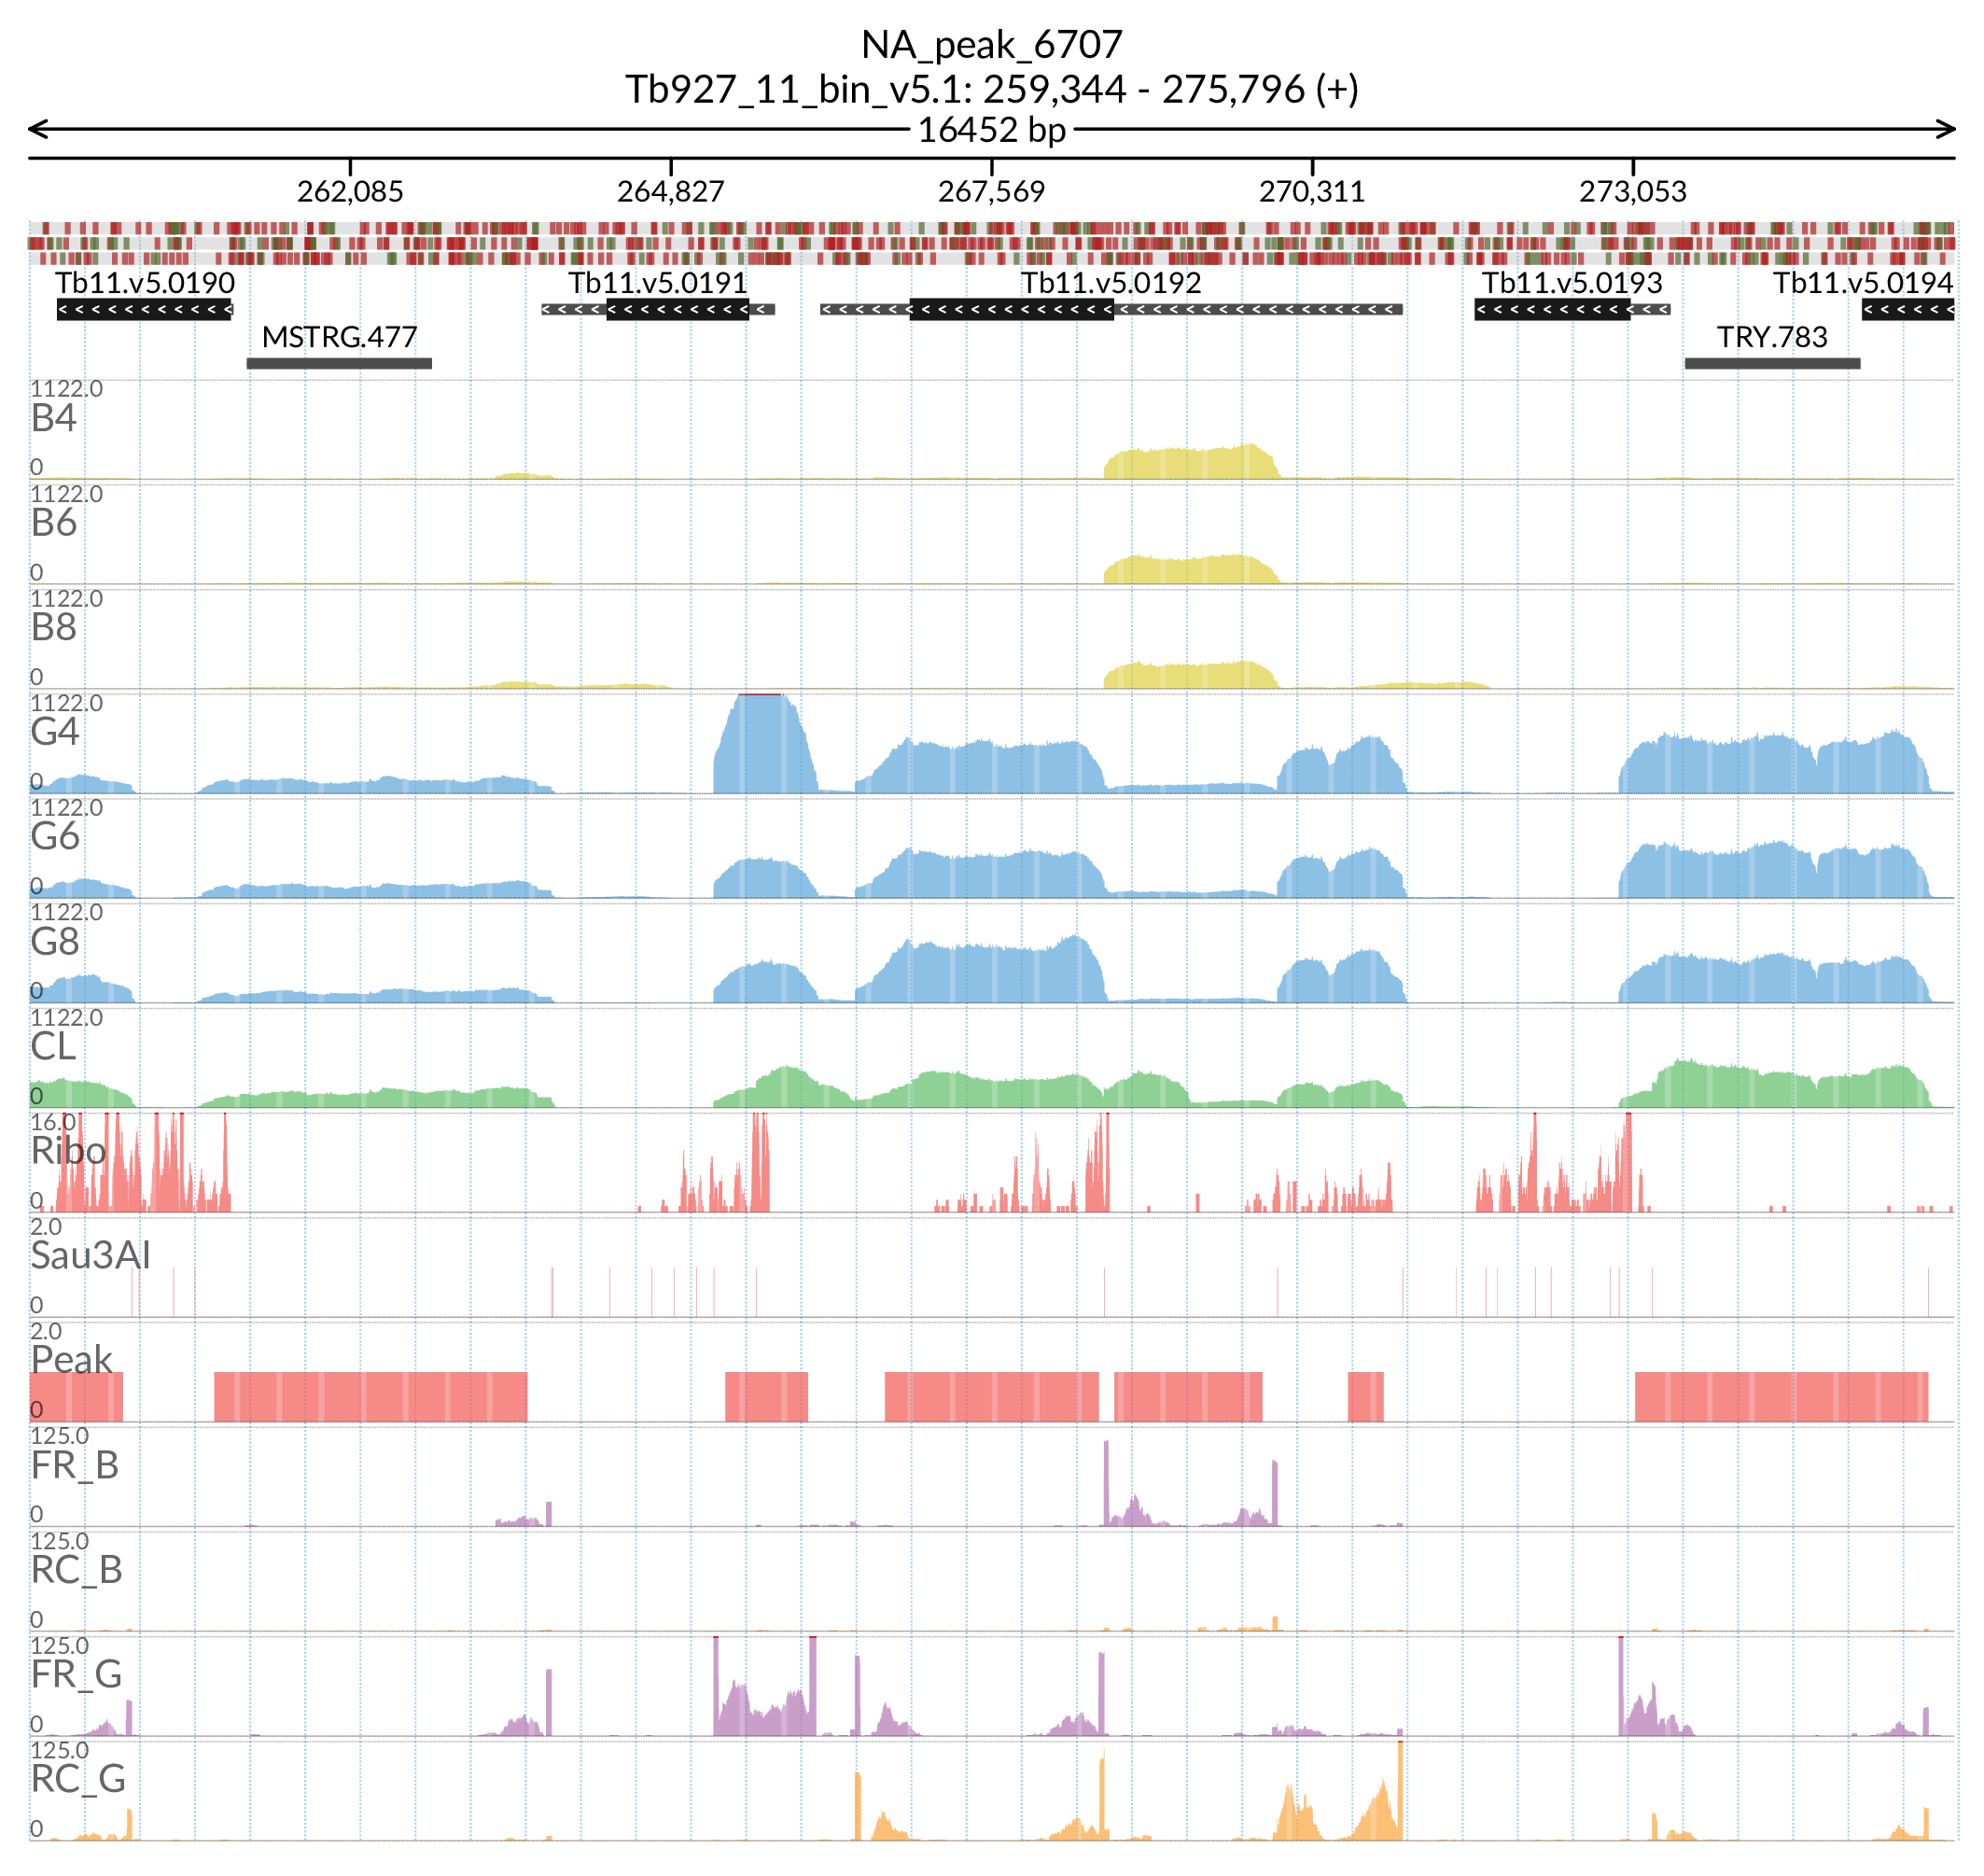 NA_peak_6707
Tb927_11_bin_v5.1: 259,344 - 275,796 (+)
16452 bp
262,085 264,827 267,569 270,311 273,053
Tb11.v5.0190 Tb11.v5.0191 Tb11.v5.0192 Tb11.v5.0193 Tb11.v5.0194
MSTRG.477 TRY.783
1122.0
B4
0
1122.0
B6
0
1122.0
B8
0
1122.0
G4
0
1122.0
G6
0
1122.0
G8
0
1122.0
CL
0
16.0
Ribo
0
2.0
Sau3AI
0
2.0
Peak
0
125.0
FR_B
0
125.0
RC_B
0
125.0
FR_G
0
125.0
RC_G
0